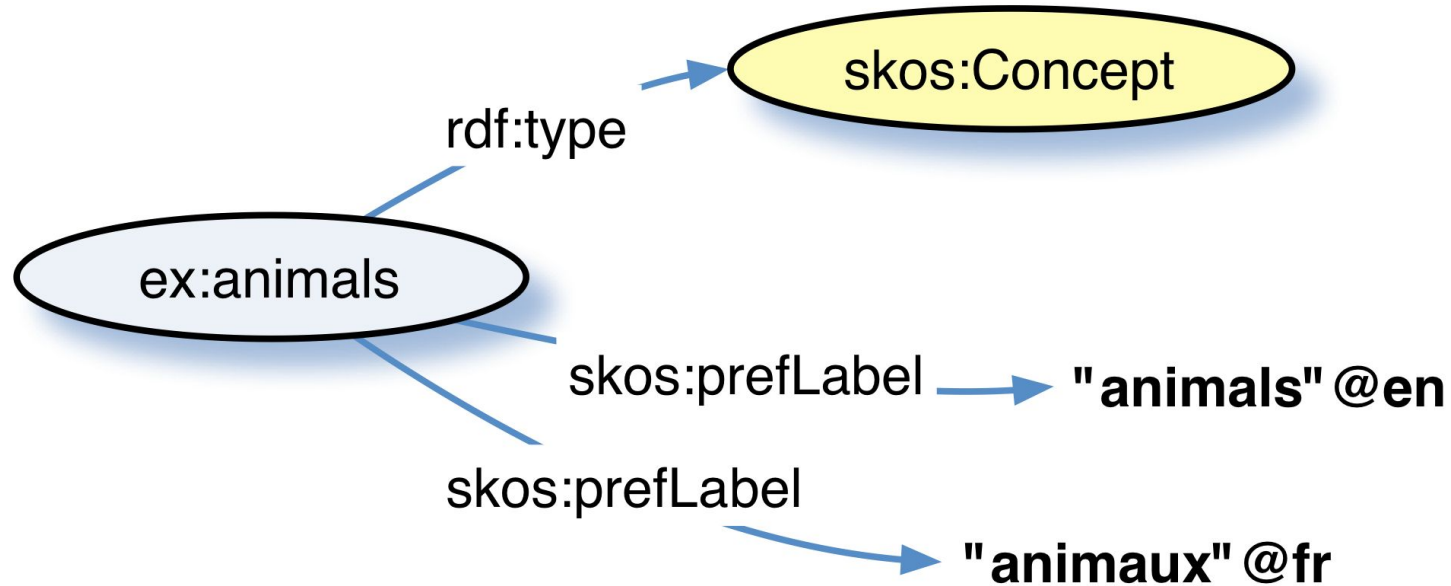 skos:Concept
rdf:type
ex:animals
skos:prefLabel "animals"@en
skos:prefLabel
"animaux"@fr